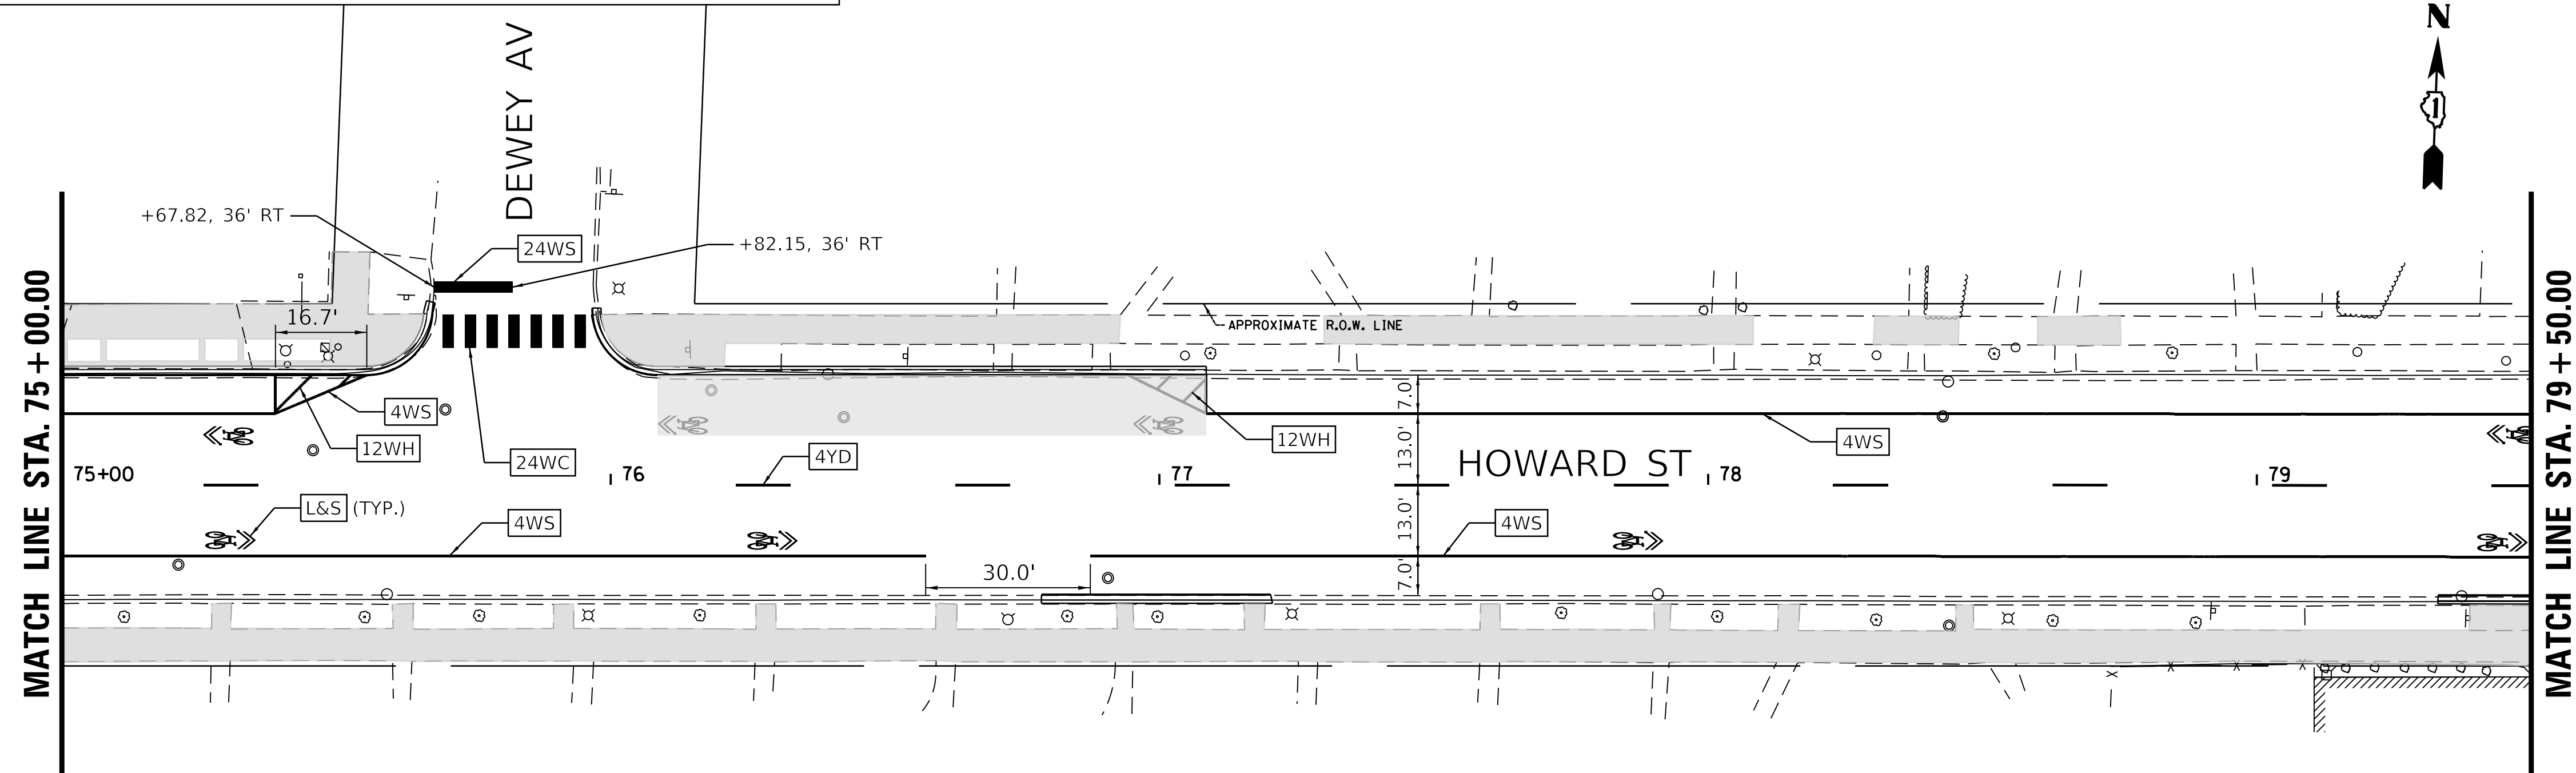 N
1
DEWEY AV
+67.82, 36' RT
24WS
+82.15, 36' RT
16.7'
APPROXIMATE R.O.W. LINE
4WS
12WH
24WC
4YD
12WH
7.0'
13.0'
HOWARD ST
4WS
75+00
76
77
78
79
L&S (TYP.)
4WS
13.0'
4WS
30.0'
7.0'
MATCH LINE STA. 75+00.00
MATCH LINE STA. 79+50.00